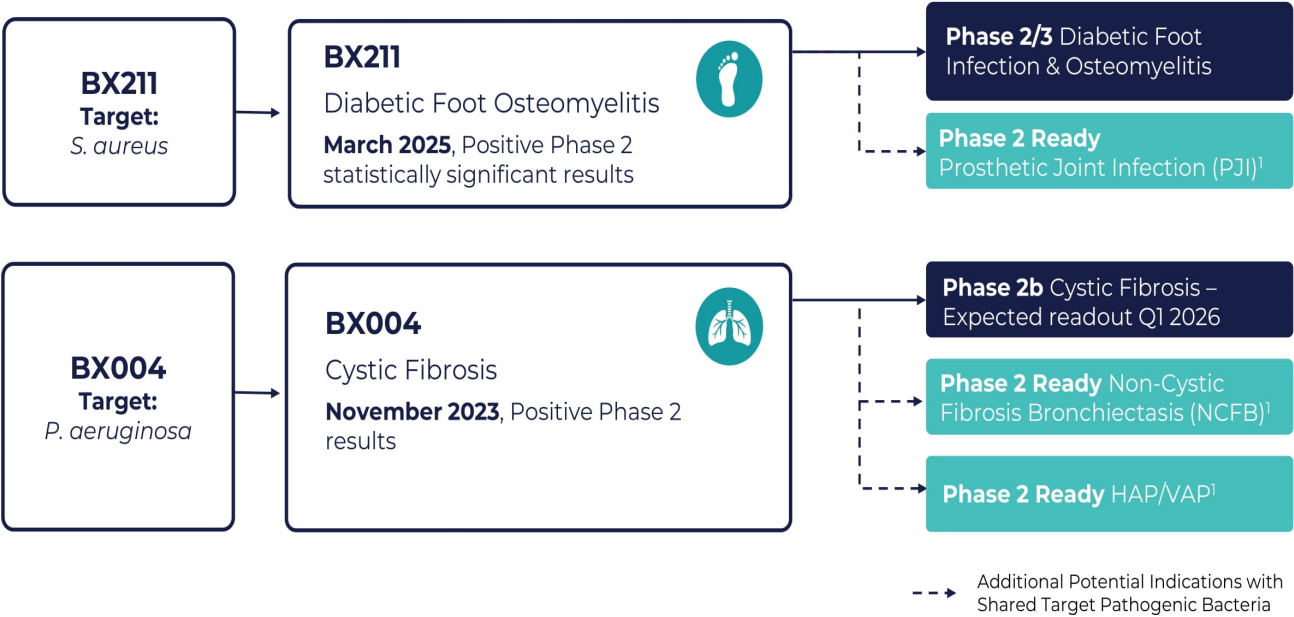 BX211
Target:
S. aureus
BX211
Diabetic Foot Osteomyelitis
March 2025, Positive Phase 2
statistically significant results
Phase 2/3 Diabetic Foot
Infection & Osteomyelitis
Phase 2 Ready
Prosthetic Joint Infection (PJI)¹
BX004
Target:
P. aeruginosa
BX004
Cystic Fibrosis
November 2023, Positive Phase 2
results
Phase 2b Cystic Fibrosis –
Expected readout Q1 2026
Phase 2 Ready Non-Cystic
Fibrosis Bronchiectasis (NCFB)¹
Phase 2 Ready HAP/VAP¹
Additional Potential Indications with
Shared Target Pathogenic Bacteria